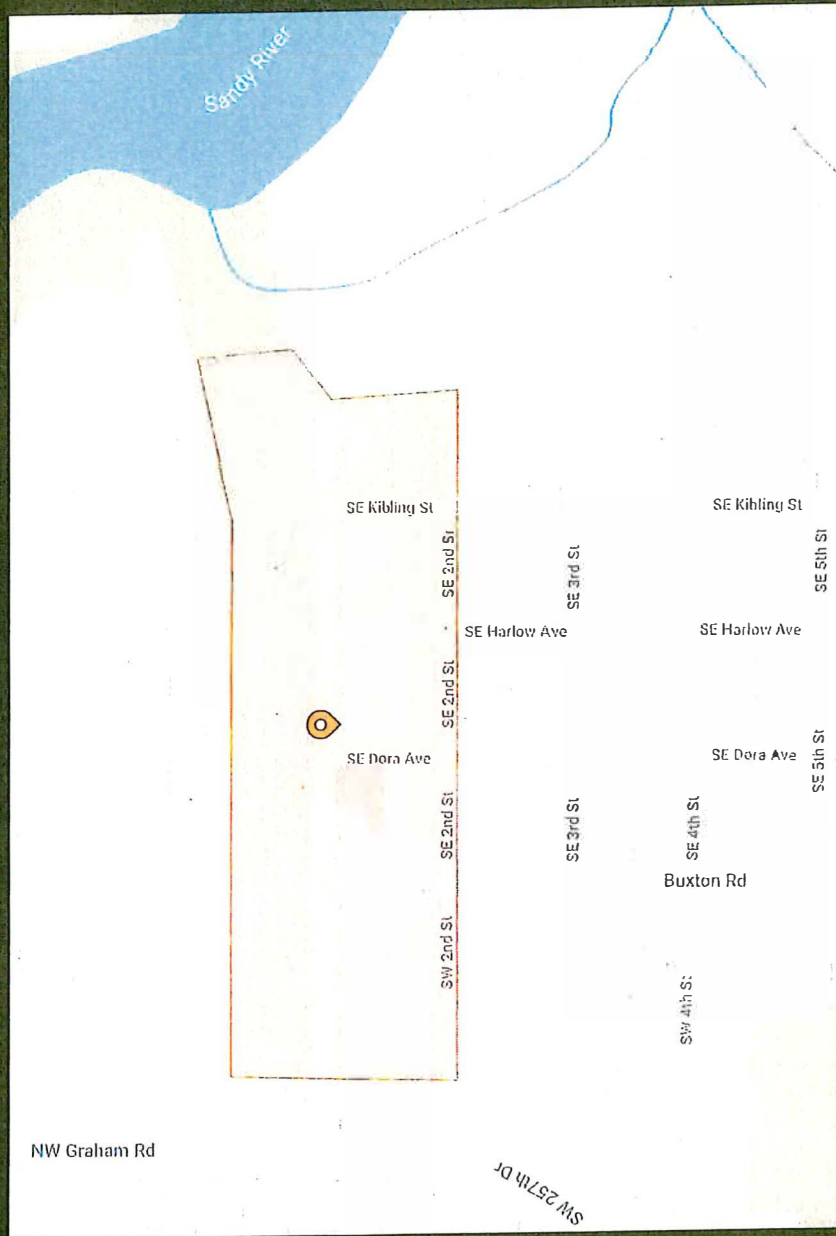 Sandy River
SE Kibling St
SE Kibling St
SE 2nd St
SE 3rd St
SE 5th St
SE Harlow Ave
SE Harlow Ave
SE 2nd St
SE Dora Ave
SE Dora Ave
SE 5th St
SE 2nd St
SE 3rd St
SE 4th St
Buxton Rd
SW 2nd St
SW 4th St
NW Graham Rd
SW 257th Dr